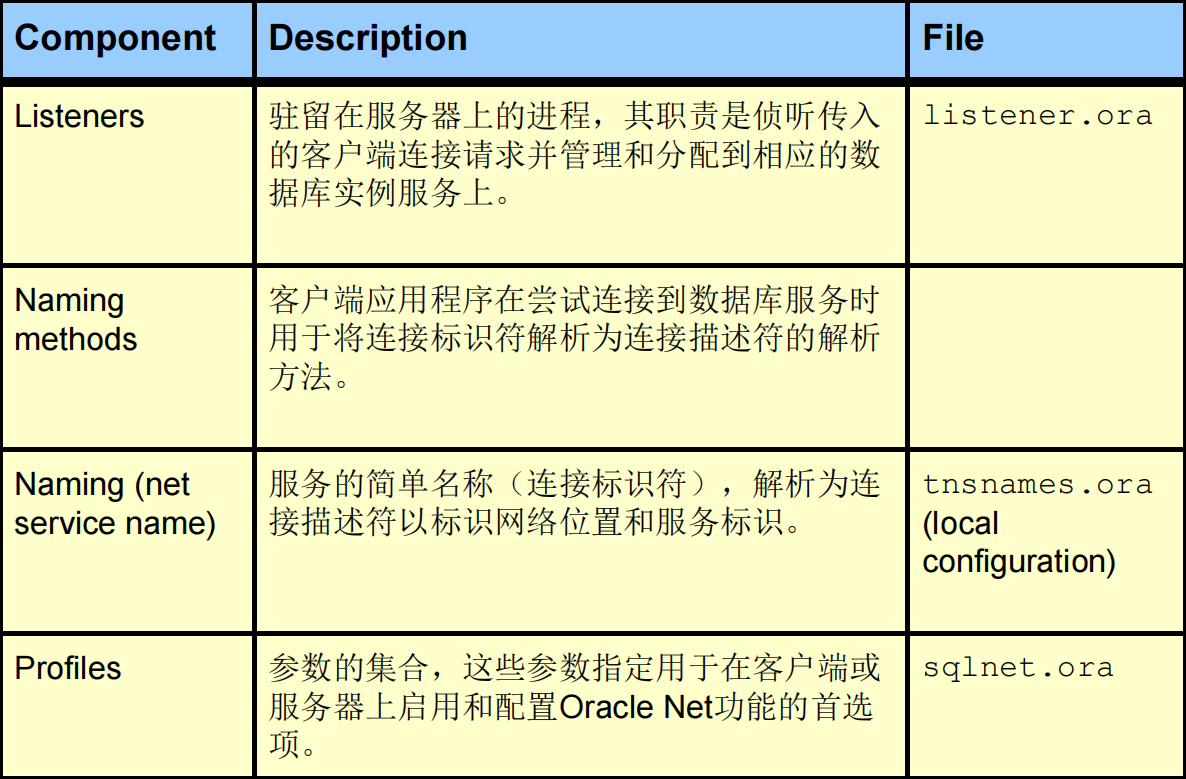 Component
Description
File
Listeners
驻留在服务器上的进程，其职责是侦听传入
的客户端连接请求并管理和分配到相应的数
据库实例服务上。
listener.ora
Naming
methods
客户端应用程序在尝试连接到数据库服务时
用于将连接标识符解析为连接描述符的解析
方法。
Naming (net
service name)
服务的简单名称（连接标识符），解析为连
接描述符以标识网络位置和服务标识。
tnsnames.ora
(local
configuration)
Profiles
参数的集合，这些参数指定用于在客户端或
服务器上启用和配置Oracle Net功能的首选
项。
sqlnet.ora